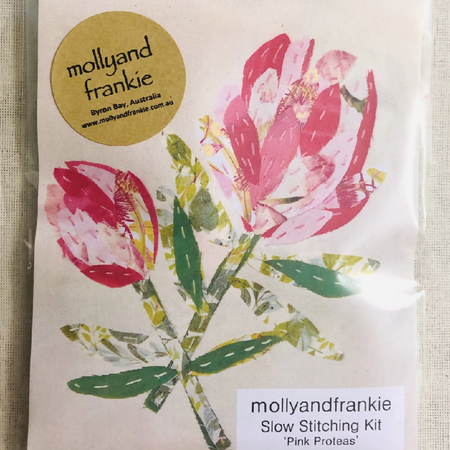 mollyand
frankie
Byron Bay, Australia
www.mollyandfrankie.com.au
mollyandfrankie
Slow Stitching Kit
'Pink Proteas'